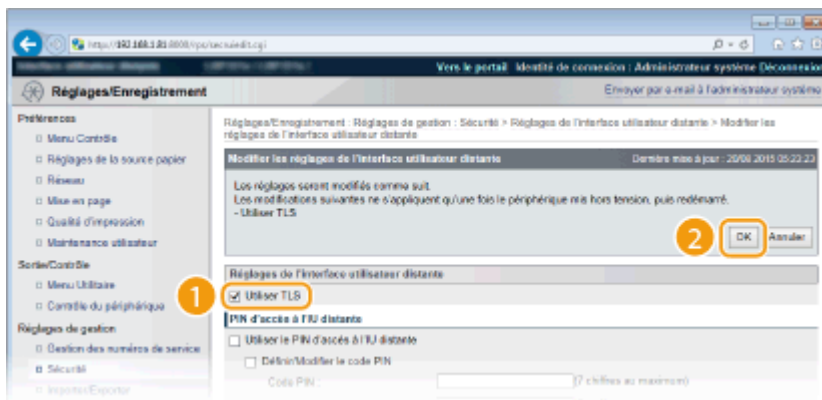 http://192.168.1.81:8000/rps/csecruiedit.cgi
Vers le portail Identité de connexion : Administrateur système Déconnexion
Réglages/Enregistrement
Envoyer par e-mail à l'administrateur système
Préférences
Menu Contrôle
Réglages de la source papier
Réseau
Mise en page
Qualité d'impression
Maintenance utilisateur
Sortie/Contrôle
Menu Utilitaire
Contrôle du périphérique
Réglages de gestion
Gestion des numéros de service
Sécurité
Importer/Exporter
Réglages/Enregistrement : Réglages de gestion : Sécurité > Réglages de l'interface utilisateur distante > Modifier les
réglages de l'interface utilisateur distante
Modifier les réglages de l'interface utilisateur distante
Dernière mise à jour : 20/08 2015 05:23:23
Les réglages seront modifiés comme suit.
Les modifications suivantes ne s'appliquent qu'une fois le périphérique mis hors tension, puis redémarré.
- Utiliser TLS
2
OK
Annuler
Réglages de l'interface utilisateur distante
1
Utiliser TLS
PIN d'accès à l'IU distante
Utiliser le PIN d'accès à l'IU distante
Définir/Modifier le code PIN
Code PIN :
(7 chiffres au maximum)